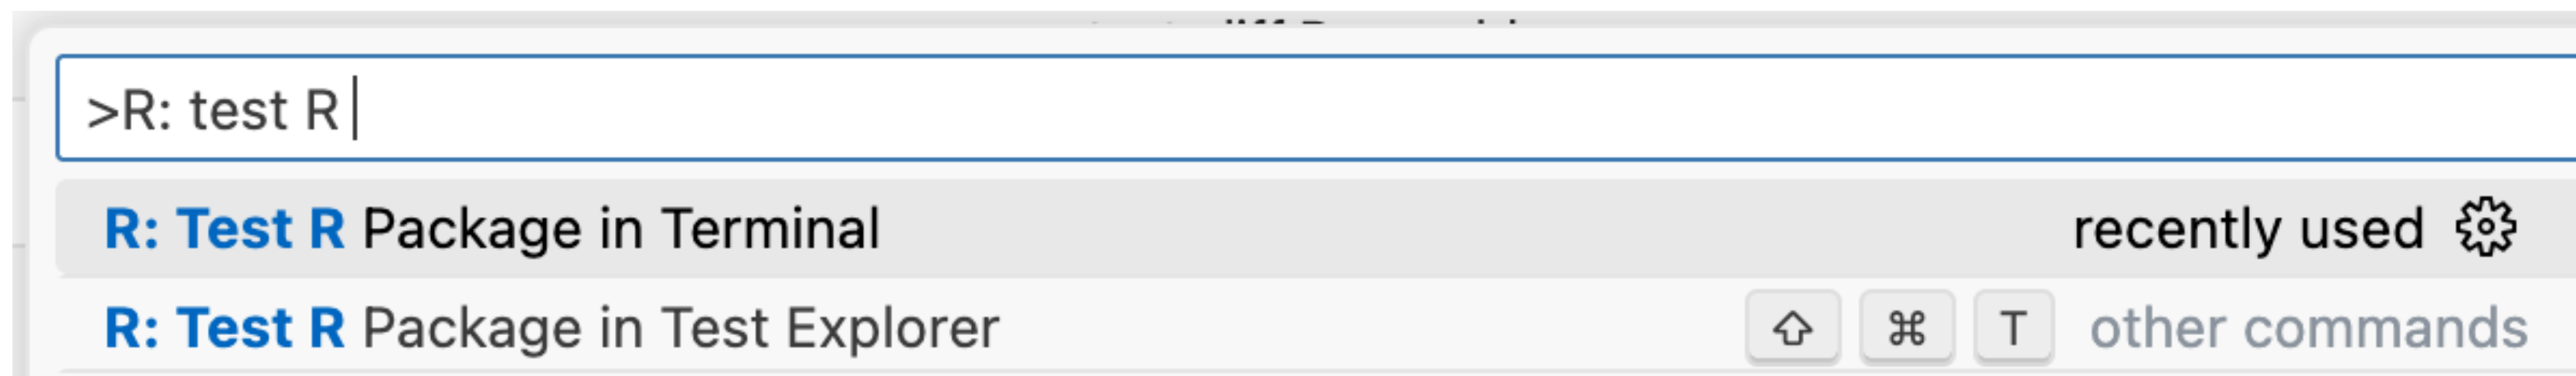 >R: test R
R: Test R Package in Terminal recently used
R: Test R Package in Test Explorer ⇧ ⌘ T other commands